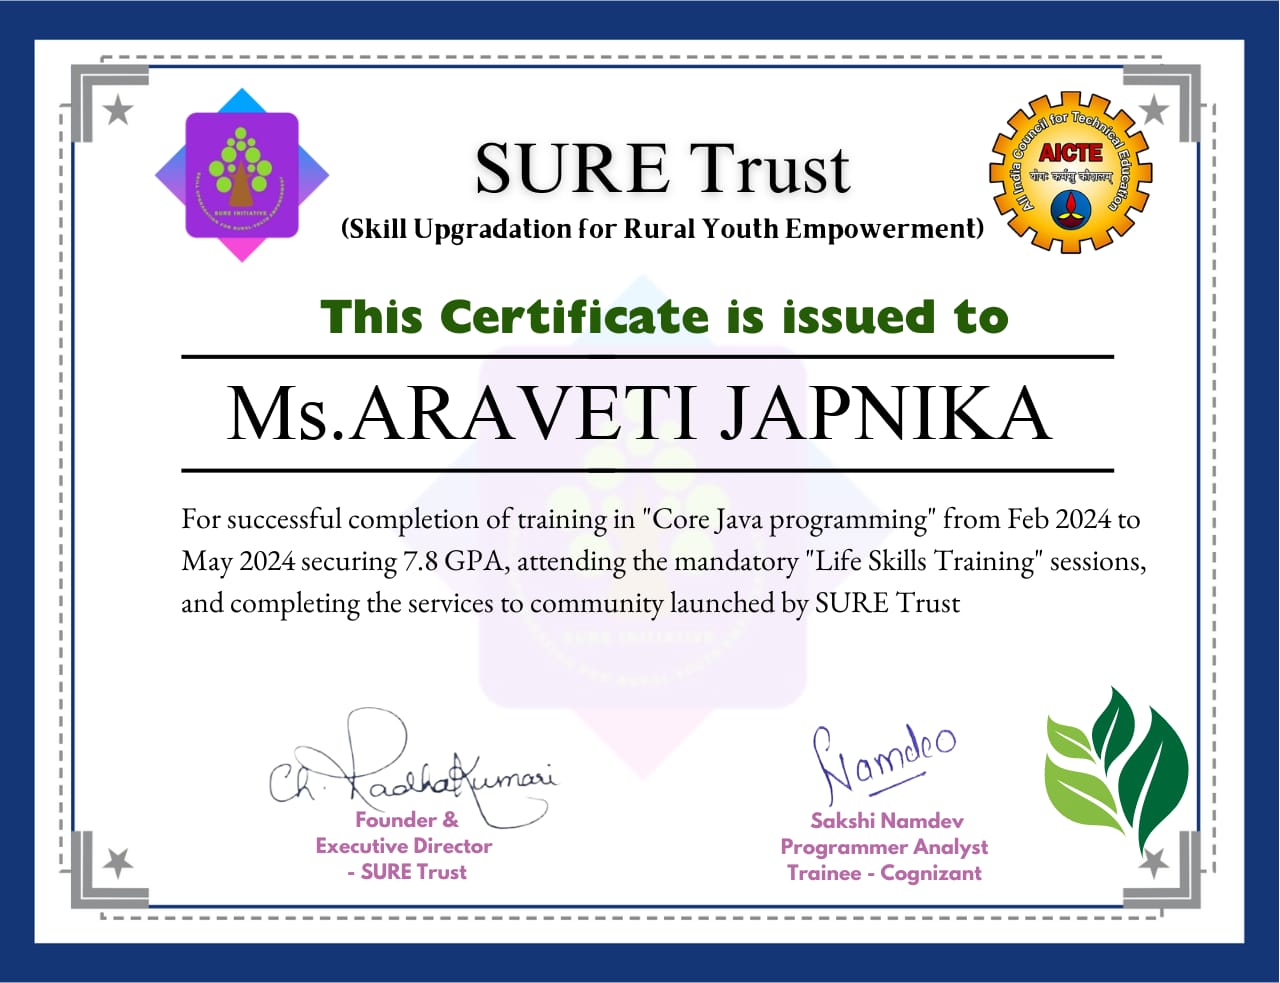 SURE Trust
(Skill Upgradation for Rural Youth Empowerment)
SURE INITIATIVE
SKILL UPGRADATION FOR RURAL-YOUTH EMPOWERMENT
All India Council for Technical Education
AICTE
योगः कर्मसु कौशलम्
This Certificate is issued to
Ms.ARAVETI JAPNIKA
For successful completion of training in "Core Java programming" from Feb 2024 to
May 2024 securing 7.8 GPA, attending the mandatory "Life Skills Training" sessions,
and completing the services to community launched by SURE Trust
SURE INITIATIVE
Ch. RadhaKumari
Founder &
Executive Director
- SURE Trust
Namdeo
Sakshi Namdev
Programmer Analyst
Trainee - Cognizant